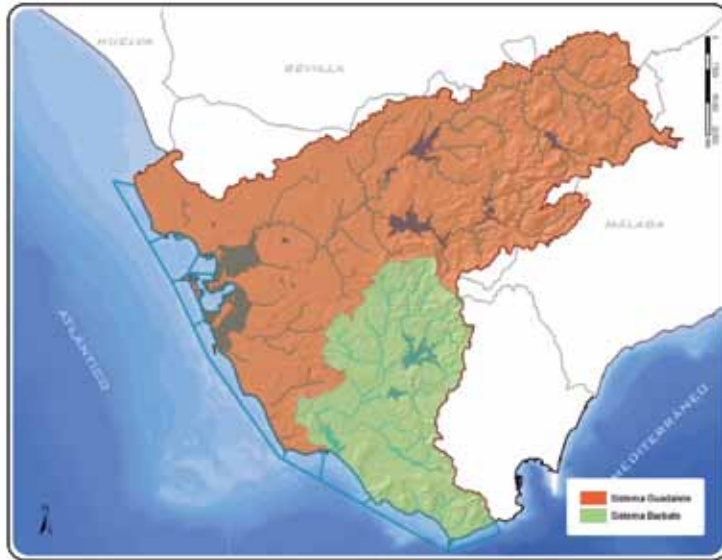 HUELVA
SEVILLA
MÁLAGA
ATLÁNTICO
MEDITERRÁNEO
Sistema Guadalete
Sistema Barbate
N